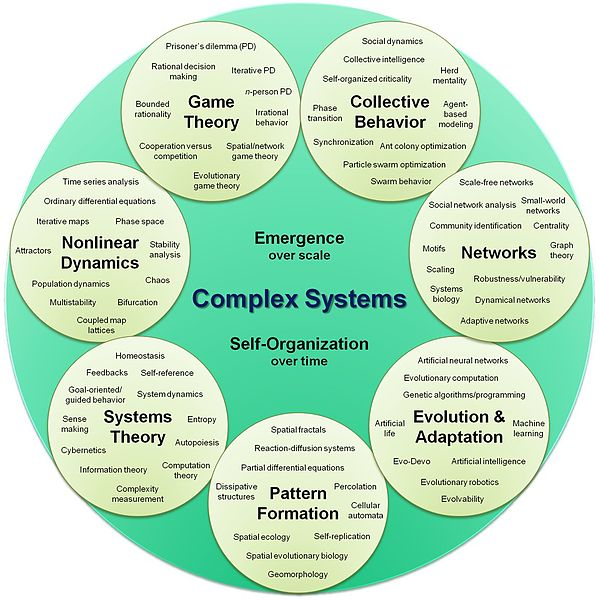 Prisoner's dilemma (PD)
Rational decision
making
Iterative PD
n-person PD
Bounded
rationality
Game
Theory
Irrational
behavior
Cooperation versus
competition
Spatial/network
game theory
Evolutionary
game theory
Social dynamics
Collective intelligence
Self-organized criticality
Herd
mentality
Phase
transition
Collective
Behavior
Agent-
based
modeling
Synchronization
Ant colony optimization
Particle swarm optimization
Swarm behavior
Time series analysis
Ordinary differential equations
Iterative maps
Phase space
Attractors
Nonlinear
Dynamics
Stability
analysis
Population dynamics
Chaos
Multistability
Bifurcation
Coupled map
lattices
Scale-free networks
Social network analysis
Small-world
networks
Community identification
Centrality
Motifs
Networks
Graph
theory
Scaling
Robustness/vulnerability
Systems
biology
Dynamical networks
Adaptive networks
Emergence
over scale
Complex Systems
Self-Organization
over time
Homeostasis
Feedbacks
Self-reference
Goal-oriented/
guided behavior
System dynamics
Sense
making
Systems
Theory
Entropy
Cybernetics
Autopoiesis
Information theory
Computation
theory
Complexity
measurement
Artificial neural networks
Evolutionary computation
Genetic algorithms/programming
Artificial
life
Evolution &
Adaptation
Machine
learning
Evo-Devo
Artificial intelligence
Evolutionary robotics
Evolvability
Spatial fractals
Reaction-diffusion systems
Partial differential equations
Dissipative
structures
Pattern
Formation
Percolation
Cellular
automata
Spatial ecology
Self-replication
Spatial evolutionary biology
Geomorphology